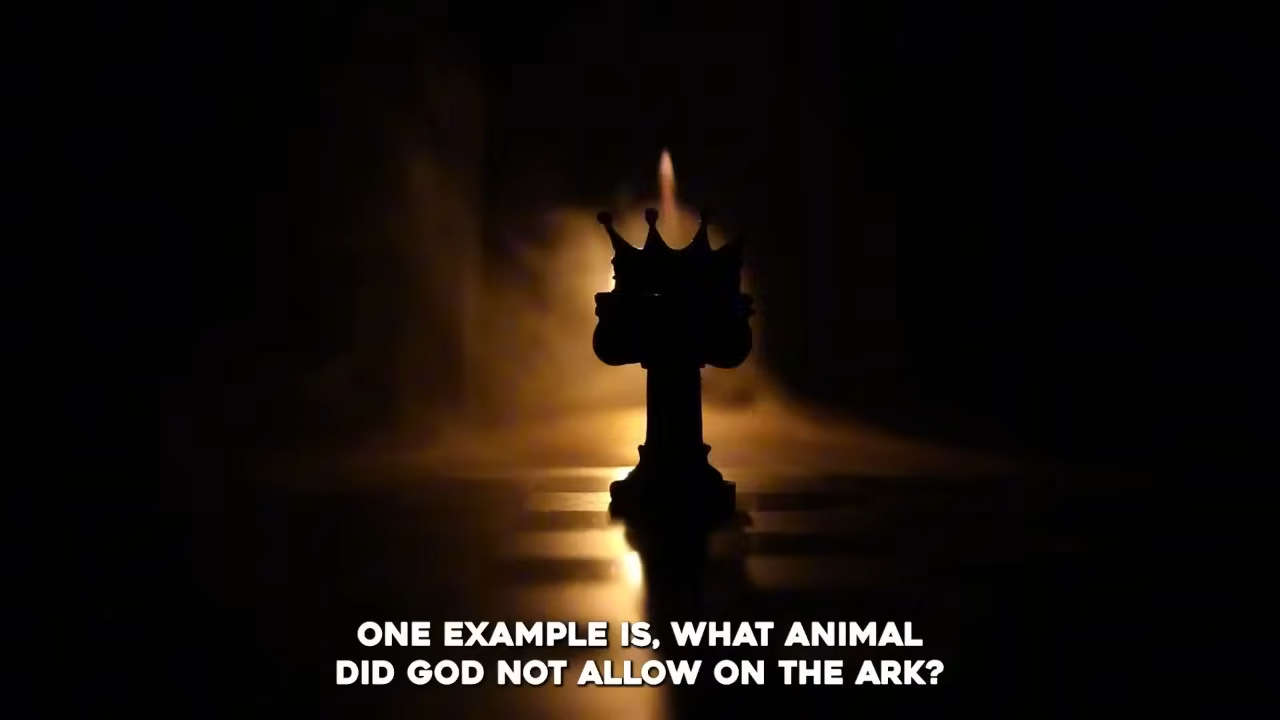 ONE EXAMPLE IS, WHAT ANIMAL
DID GOD NOT ALLOW ON THE ARK?